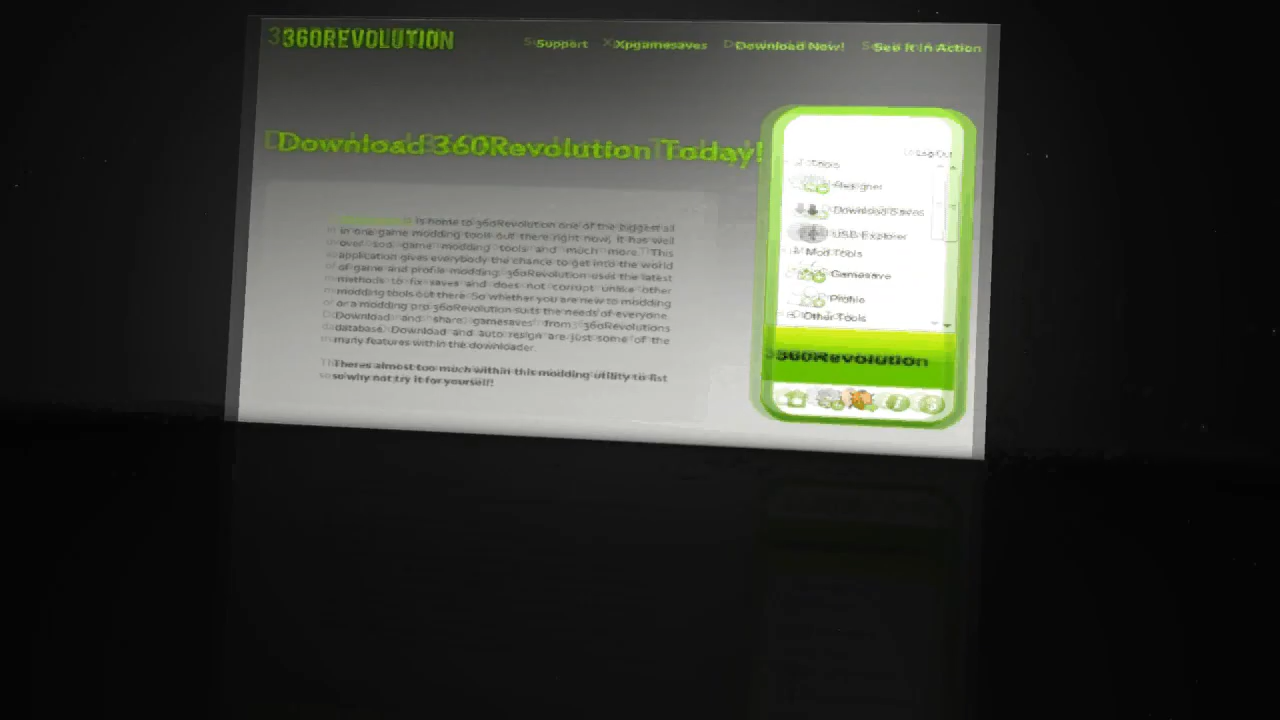 360REVOLUTION
Support Xpgamesaves Download Now! See It In Action
Download 360Revolution Today!
is home to 360Revolution one of the biggest all
in one game modding tools out there right now, it has well
over 500 game modding tools and much more. This
application gives everybody the chance to get into the world
of game and profile modding. 360Revolution uses the latest
methods to fix saves and does not corrupt unlike other
modding tools out there. So whether you are new to modding
or a modding pro 360Revolution suits the needs of everyone.
Download and share gamesaves from 360Revolutions
database. Download and auto resign are just some of the
many features within the downloader.
Theres almost too much within this modding utility to list
so why not try it for yourself!
Log Out
Tools
Resigner
Download Saves
USB Explorer
Mod Tools
Gamesave
Profile
Other Tools
360Revolution